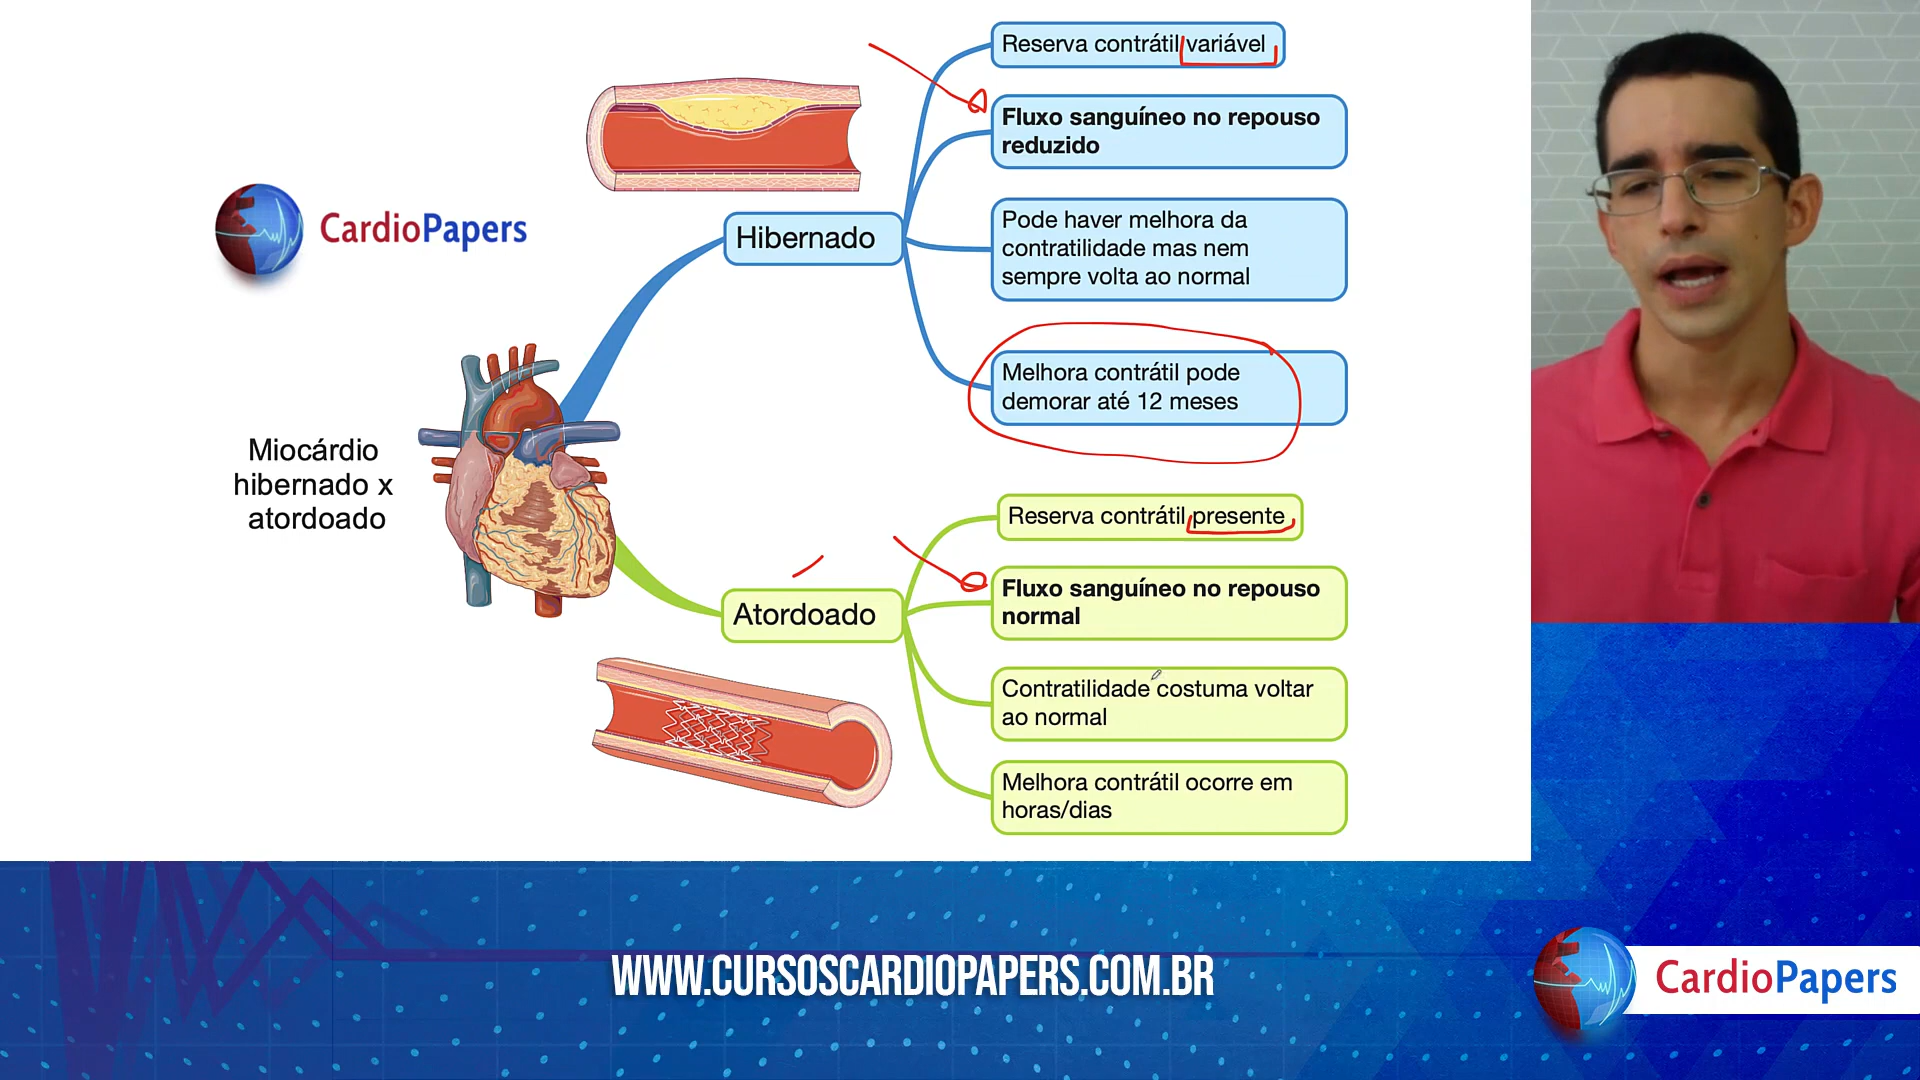 Reserva contrátil variável
Fluxo sanguíneo no repouso
reduzido
CardioPapers
Hibernado
Pode haver melhora da
contratilidade mas nem
sempre volta ao normal
Melhora contrátil pode
demorar até 12 meses
Miocárdio
hibernado x
atordoado
Reserva contrátil presente
Fluxo sanguíneo no repouso
normal
Atordoado
Contratilidade costuma voltar
ao normal
Melhora contrátil ocorre em
horas/dias
WWW.CURSOSCARDIOPAPERS.COM.BR
CardioPapers